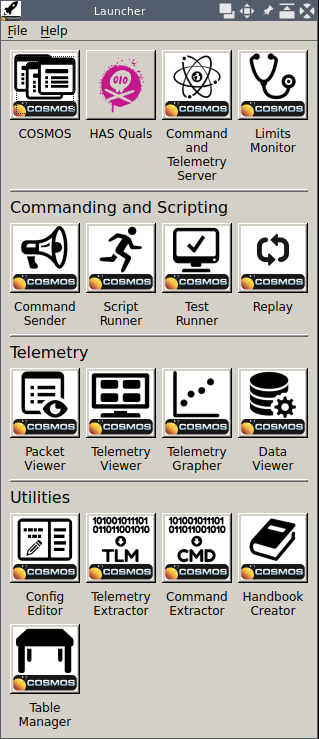 Launcher
File Help
COSMOS
010
COSMOS
COSMOS
COSMOS HAS Quals Command and Telemetry Server Limits Monitor
Commanding and Scripting
COSMOS COSMOS COSMOS COSMOS
Command Sender Script Runner Test Runner Replay
Telemetry
COSMOS COSMOS COSMOS COSMOS
Packet Viewer Telemetry Viewer Telemetry Grapher Data Viewer
Utilities
101001011101 101001011101
011011001010 011011001010
TLM CMD
COSMOS COSMOS COSMOS COSMOS
Config Editor Telemetry Extractor Command Extractor Handbook Creator
COSMOS
Table Manager